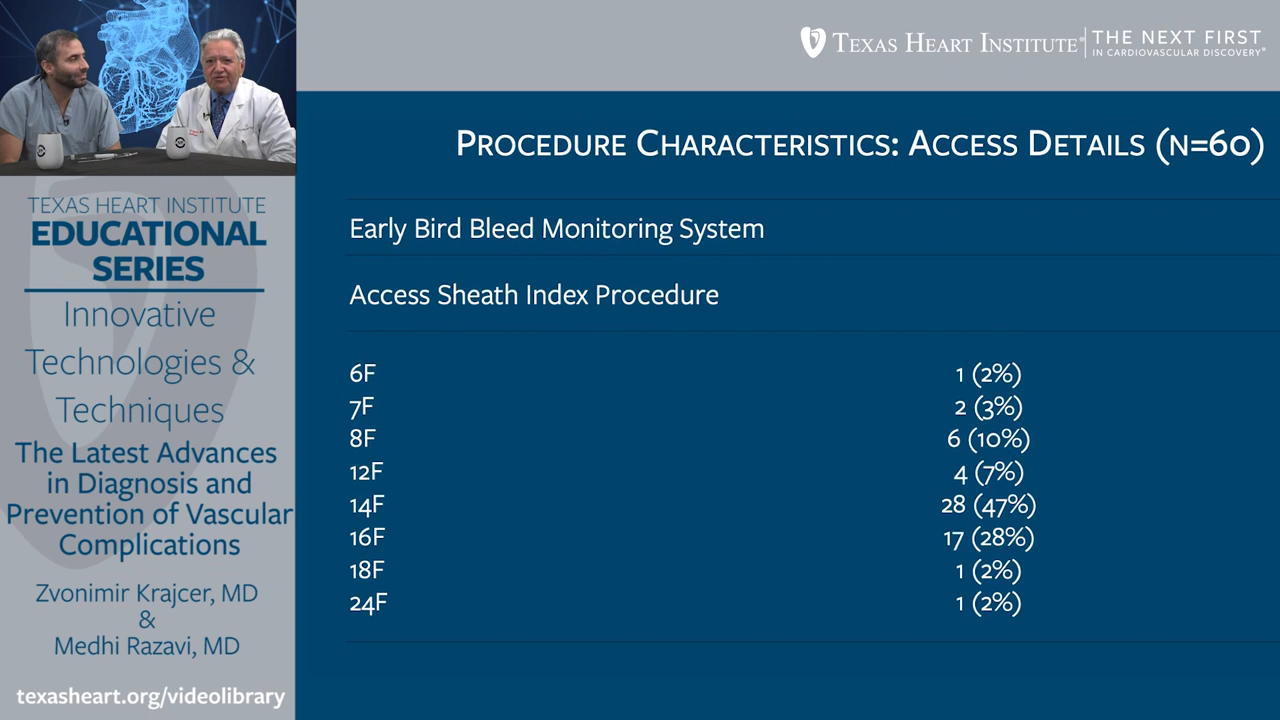 TEXAS HEART INSTITUTE® THE NEXT FIRST
IN CARDIOVASCULAR DISCOVERY®
PROCEDURE CHARACTERISTICS: ACCESS DETAILS (N=60)
Early Bird Bleed Monitoring System
Access Sheath Index Procedure
6F 1 (2%)
7F 2 (3%)
8F 6 (10%)
12F 4 (7%)
14F 28 (47%)
16F 17 (28%)
18F 1 (2%)
24F 1 (2%)
TEXAS HEART INSTITUTE
EDUCATIONAL
SERIES
Innovative
Technologies &
Techniques
The Latest Advances
in Diagnosis and
Prevention of Vascular
Complications
Zvonimir Krajcer, MD
&
Medhi Razavi, MD
texasheart.org/videolibrary